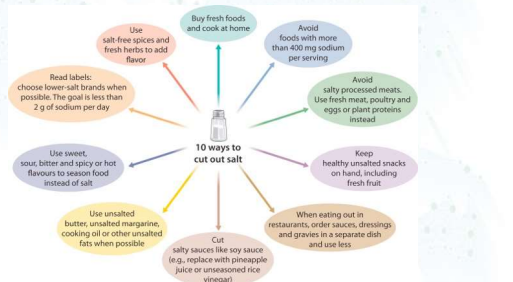 Buy fresh foods
and cook at home
Avoid
foods with more
than 400 mg sodium
per serving
Avoid
salty processed meats.
Use fresh meat, poultry and
eggs or plant proteins
instead
Keep
healthy unsalted snacks
on hand, including
fresh fruit
When eating out in
restaurants, order sauces, dressings
and gravies in a separate dish
and use less
Cut
salty sauces like soy sauce
(e.g., replace with pineapple
juice or unseasoned rice
vinegar)
Use unsalted
butter, unsalted margarine,
cooking oil or other unsalted
fats when possible
Use sweet,
sour, bitter and spicy or hot
flavours to season food
instead of salt
Read labels:
choose lower-salt brands when
possible. The goal is less than
2 g of sodium per day
Use
salt-free spices and
fresh herbs to add
flavor
10 ways to
cut out salt